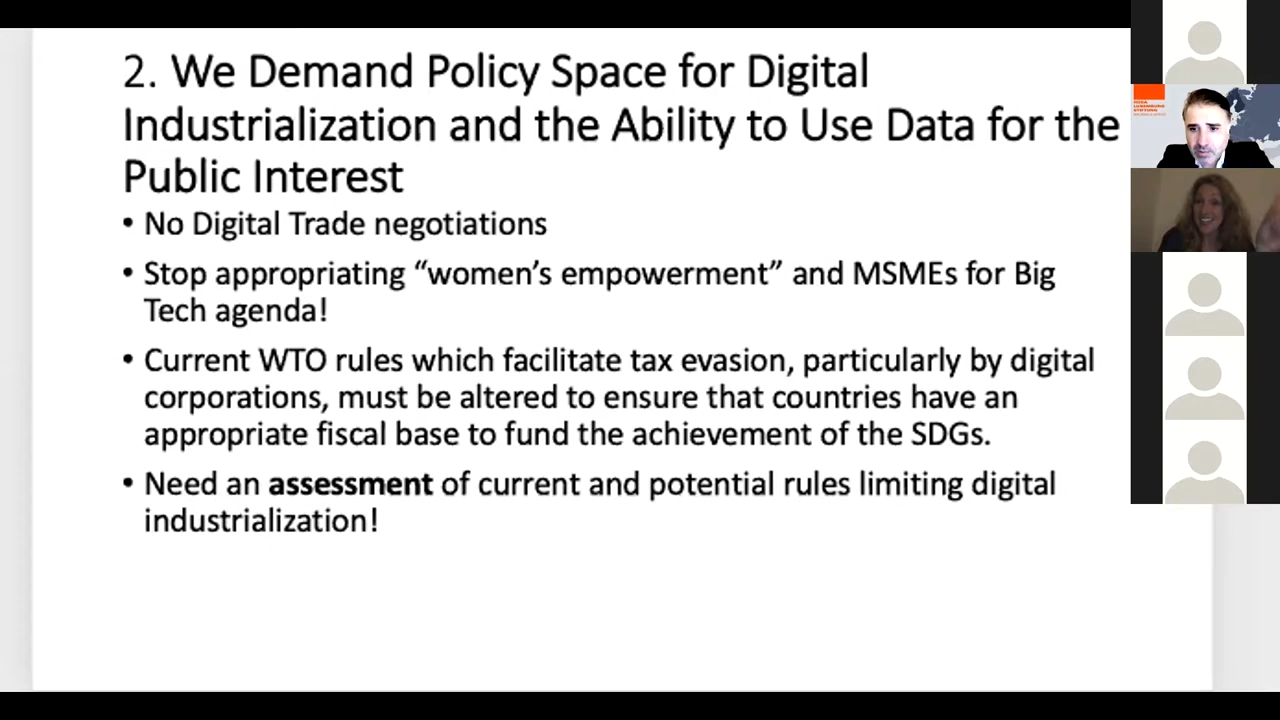 2. We Demand Policy Space for Digital
Industrialization and the Ability to Use Data for the
Public Interest
• No Digital Trade negotiations
• Stop appropriating “women’s empowerment” and MSMEs for Big
Tech agenda!
• Current WTO rules which facilitate tax evasion, particularly by digital
corporations, must be altered to ensure that countries have an
appropriate fiscal base to fund the achievement of the SDGs.
• Need an assessment of current and potential rules limiting digital
industrialization!
ROSA
LUXEMBURG
STIFTUNG